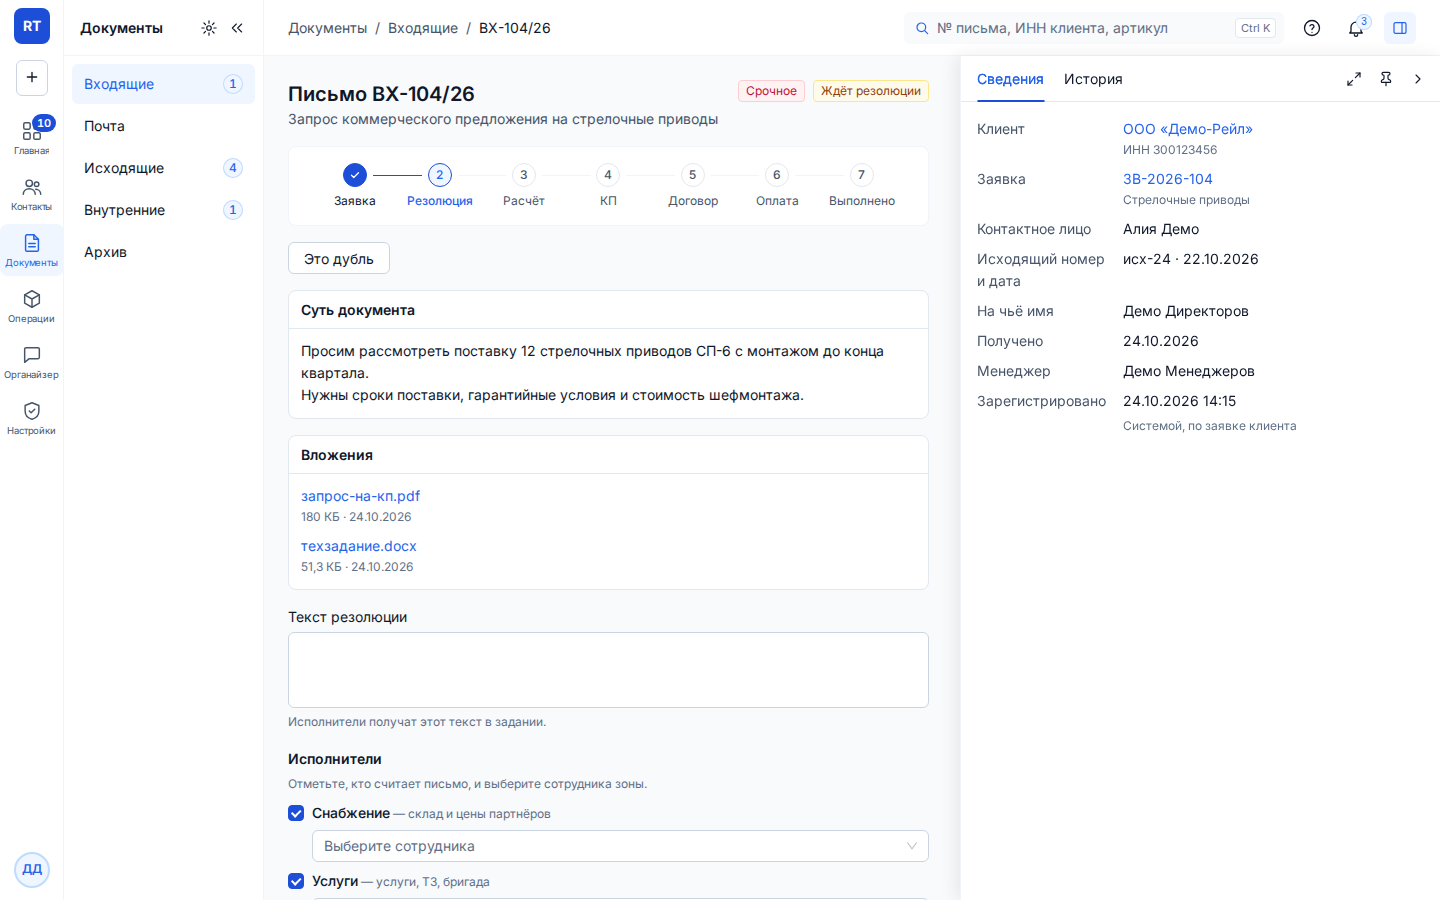 RT
10
Главная
Контакты
Документы
Операции
Органайзер
Настройки
ДД
Документы
Входящие 1
Почта
Исходящие 4
Внутренние 1
Архив
Документы / Входящие / ВХ-104/26
№ письма, ИНН клиента, артикул Ctrl K
3
Письмо ВХ-104/26
Срочное Ждёт резолюции
Запрос коммерческого предложения на стрелочные приводы
2 3 4 5 6 7
Заявка Резолюция Расчёт КП Договор Оплата Выполнено
Это дубль
Суть документа
Просим рассмотреть поставку 12 стрелочных приводов СП-6 с монтажом до конца
квартала.
Нужны сроки поставки, гарантийные условия и стоимость шефмонтажа.
Вложения
запрос-на-кп.pdf
180 КБ · 24.10.2026
техзадание.docx
51,3 КБ · 24.10.2026
Текст резолюции
Исполнители получат этот текст в задании.
Исполнители
Отметьте, кто считает письмо, и выберите сотрудника зоны.
Снабжение — склад и цены партнёров
Выберите сотрудника
Услуги — услуги, ТЗ, бригада
Сведения История
Клиент ООО «Демо-Рейл»
ИНН 300123456
Заявка ЗВ-2026-104
Стрелочные приводы
Контактное лицо Алия Демо
Исходящий номер исх-24 · 22.10.2026
и дата
На чьё имя Демо Директоров
Получено 24.10.2026
Менеджер Демо Менеджеров
Зарегистрировано 24.10.2026 14:15
Системой, по заявке клиента